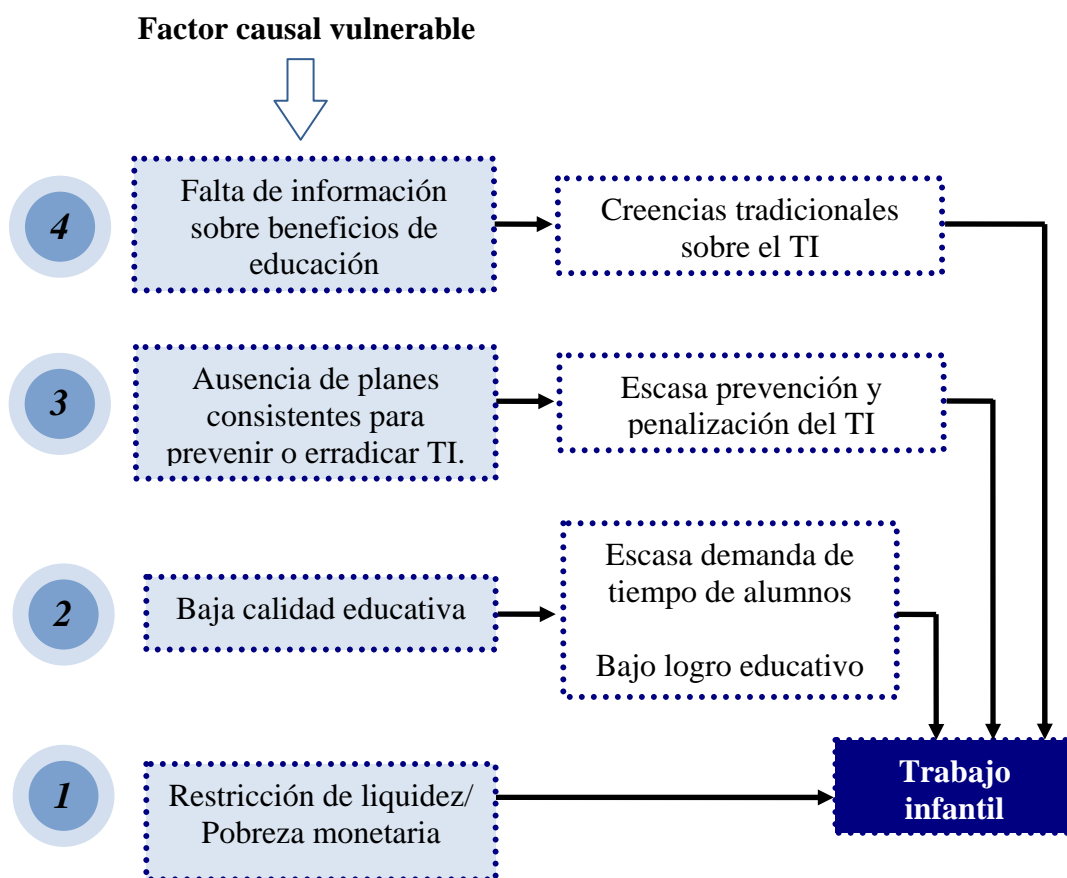 Factor causal vulnerable
4
Falta de información
sobre beneficios de
educación
Creencias tradicionales
sobre el TI
3
Ausencia de planes
consistentes para
prevenir o erradicar TI.
Escasa prevención y
penalización del TI
2
Baja calidad educativa
Escasa demanda de
tiempo de alumnos
Bajo logro educativo
1
Restricción de liquidez/
Pobreza monetaria
Trabajo
infantil